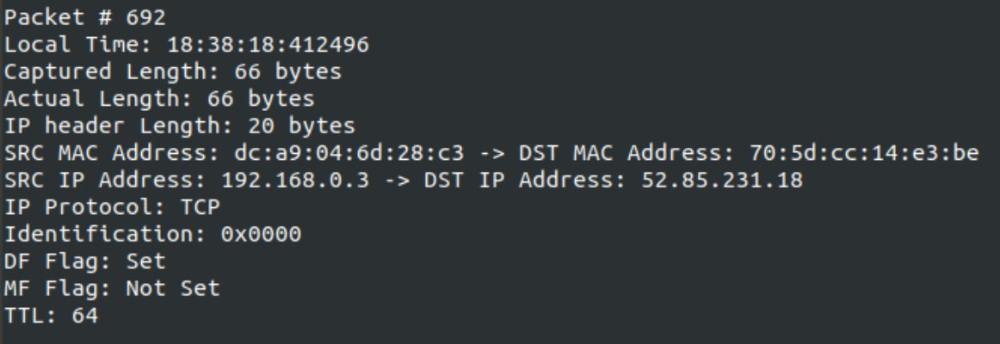 Packet # 692
Local Time: 18:38:18:412496
Captured Length: 66 bytes
Actual Length: 66 bytes
IP header Length: 20 bytes
SRC MAC Address: dc:a9:04:6d:28:c3 -> DST MAC Address: 70:5d:cc:14:e3:be
SRC IP Address: 192.168.0.3 -> DST IP Address: 52.85.231.18
IP Protocol: TCP
Identification: 0x0000
DF Flag: Set
MF Flag: Not Set
TTL: 64